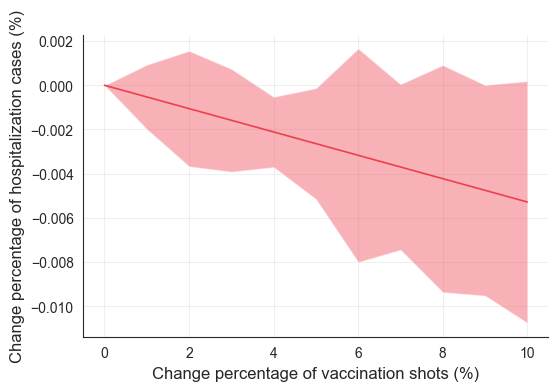 Change percentage of hospitalization cases (%)
0.002
0.000
−0.002
−0.004
−0.006
−0.008
−0.010
0 2 4 6 8 10
Change percentage of vaccination shots (%)